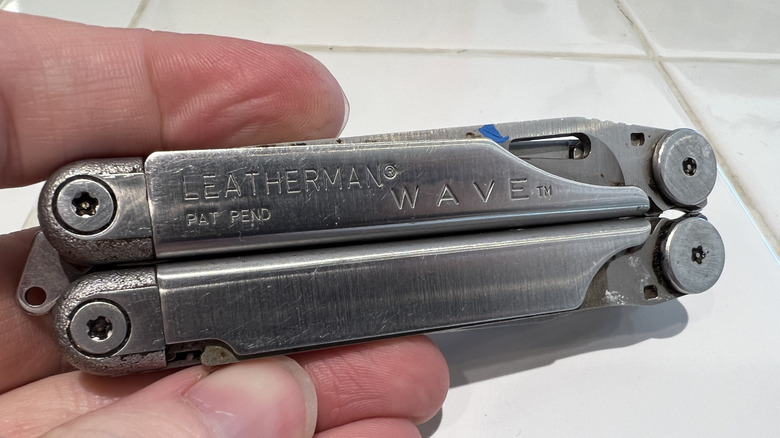 LEATHERMAN® WAVE™
PAT PEND